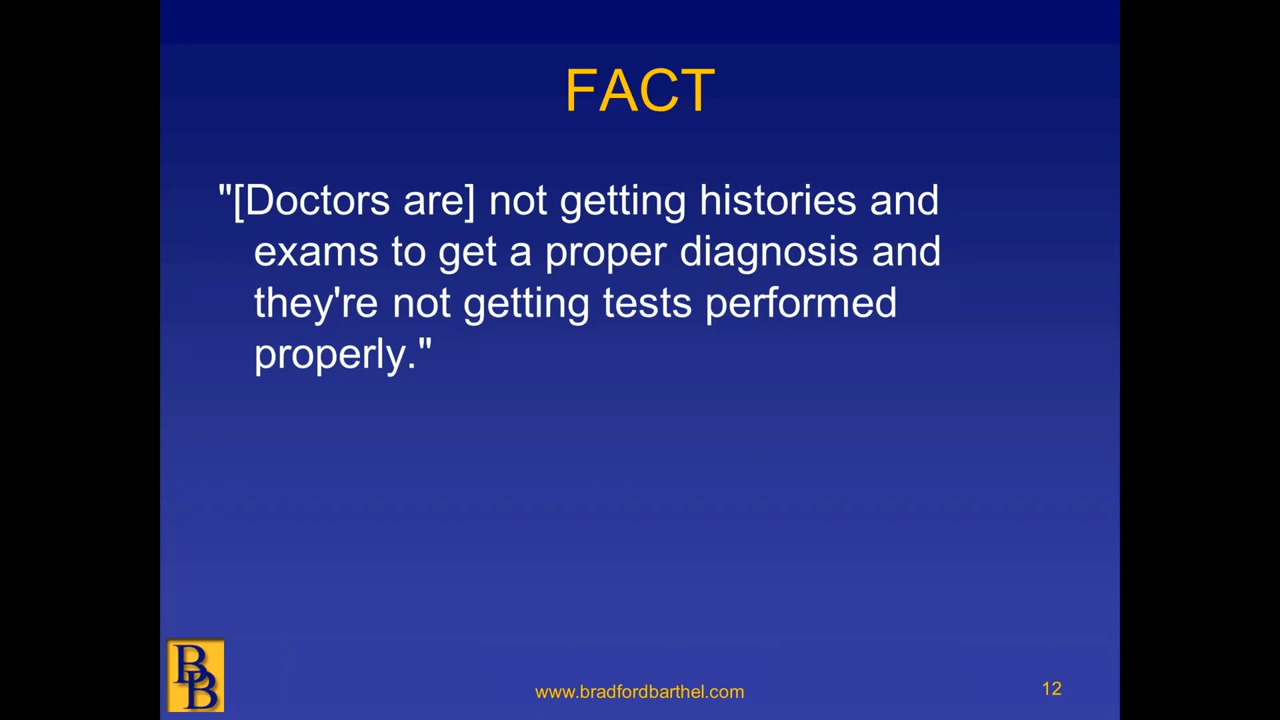 FACT
"[Doctors are] not getting histories and
exams to get a proper diagnosis and
they're not getting tests performed
properly."
BB
www.bradfordbarthel.com
12